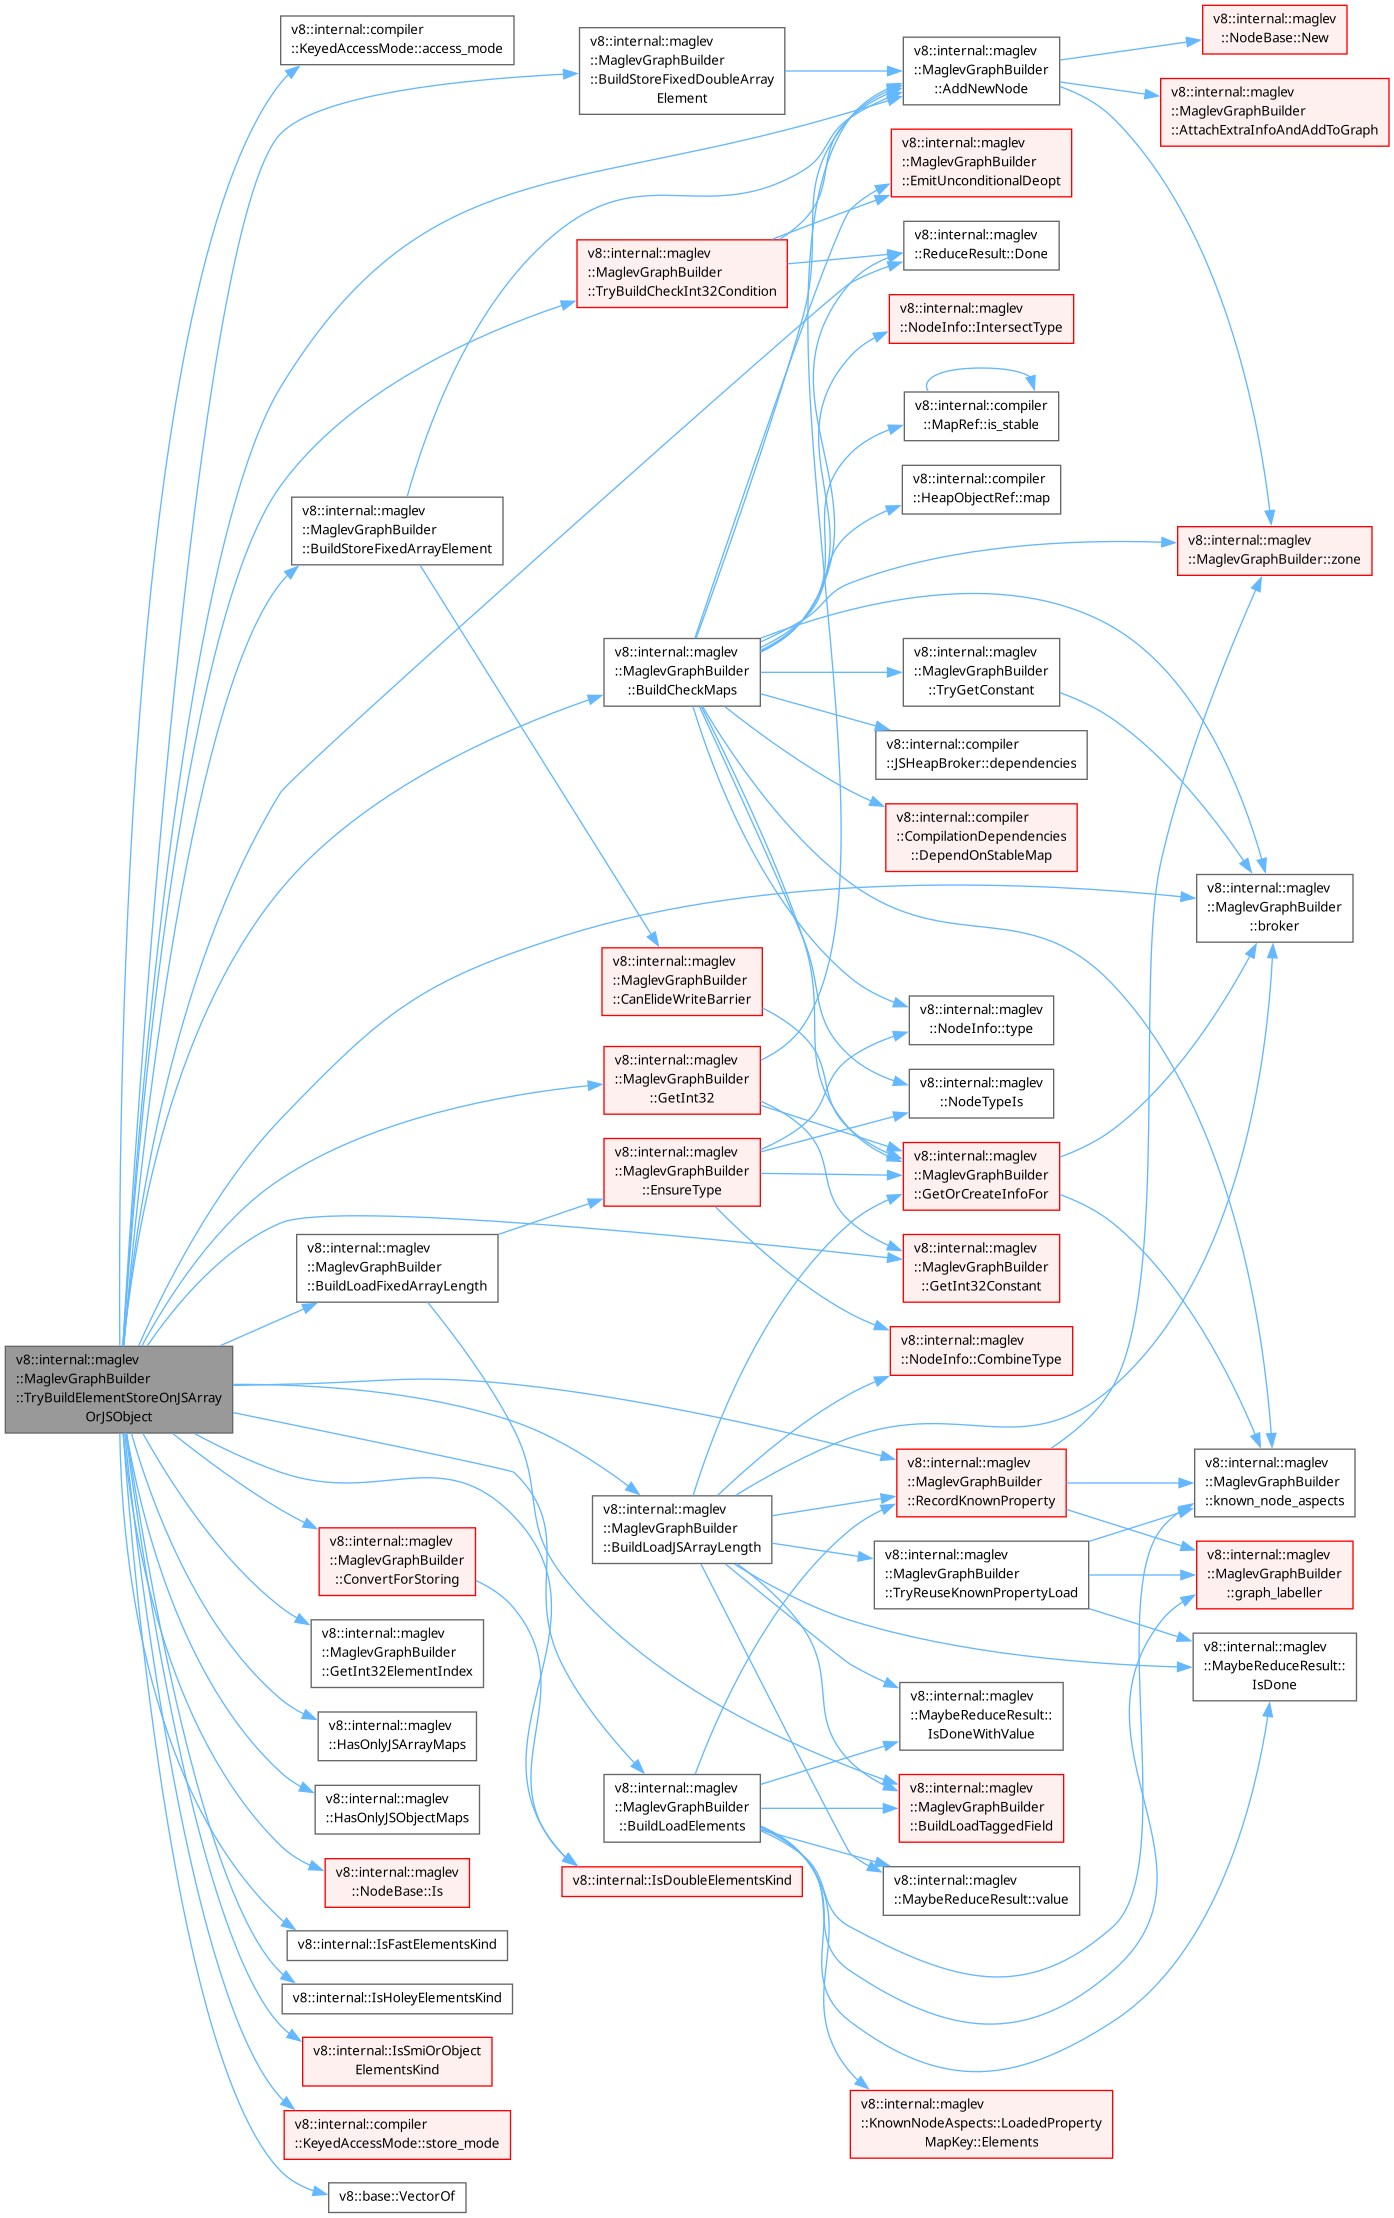 v8::internal::compiler
::KeyedAccessMode::access_mode
v8::internal::maglev
::MaglevGraphBuilder
::BuildStoreFixedDoubleArray
Element
v8::internal::maglev
::MaglevGraphBuilder
::AddNewNode
v8::internal::maglev
::NodeBase::New
v8::internal::maglev
::MaglevGraphBuilder
::AttachExtraInfoAndAddToGraph
v8::internal::maglev
::MaglevGraphBuilder
::EmitUnconditionalDeopt
v8::internal::maglev
::MaglevGraphBuilder
::TryBuildCheckInt32Condition
v8::internal::maglev
::ReduceResult::Done
v8::internal::maglev
::NodeInfo::IntersectType
v8::internal::compiler
::MapRef::is_stable
v8::internal::compiler
::HeapObjectRef::map
v8::internal::maglev
::MaglevGraphBuilder
::BuildStoreFixedArrayElement
v8::internal::maglev
::MaglevGraphBuilder::zone
v8::internal::maglev
::MaglevGraphBuilder
::BuildCheckMaps
v8::internal::maglev
::MaglevGraphBuilder
::TryGetConstant
v8::internal::compiler
::JSHeapBroker::dependencies
v8::internal::compiler
::CompilationDependencies
::DependOnStableMap
v8::internal::maglev
::MaglevGraphBuilder
::broker
v8::internal::maglev
::MaglevGraphBuilder
::CanElideWriteBarrier
v8::internal::maglev
::NodeInfo::type
v8::internal::maglev
::MaglevGraphBuilder
::GetInt32
v8::internal::maglev
::NodeTypeIs
v8::internal::maglev
::MaglevGraphBuilder
::EnsureType
v8::internal::maglev
::MaglevGraphBuilder
::GetOrCreateInfoFor
v8::internal::maglev
::MaglevGraphBuilder
::BuildLoadFixedArrayLength
v8::internal::maglev
::MaglevGraphBuilder
::GetInt32Constant
v8::internal::maglev
::NodeInfo::CombineType
v8::internal::maglev
::MaglevGraphBuilder
::TryBuildElementStoreOnJSArray
OrJSObject
v8::internal::maglev
::MaglevGraphBuilder
::RecordKnownProperty
v8::internal::maglev
::MaglevGraphBuilder
::known_node_aspects
v8::internal::maglev
::MaglevGraphBuilder
::BuildLoadJSArrayLength
v8::internal::maglev
::MaglevGraphBuilder
::ConvertForStoring
v8::internal::maglev
::MaglevGraphBuilder
::TryReuseKnownPropertyLoad
v8::internal::maglev
::MaglevGraphBuilder
::graph_labeller
v8::internal::maglev
::MaglevGraphBuilder
::GetInt32ElementIndex
v8::internal::maglev
::MaybeReduceResult::
IsDone
v8::internal::maglev
::HasOnlyJSArrayMaps
v8::internal::maglev
::MaybeReduceResult::
IsDoneWithValue
v8::internal::maglev
::HasOnlyJSObjectMaps
v8::internal::maglev
::MaglevGraphBuilder
::BuildLoadElements
v8::internal::maglev
::MaglevGraphBuilder
::BuildLoadTaggedField
v8::internal::maglev
::NodeBase::Is
v8::internal::IsDoubleElementsKind
v8::internal::maglev
::MaybeReduceResult::value
v8::internal::IsFastElementsKind
v8::internal::IsHoleyElementsKind
v8::internal::IsSmiOrObject
ElementsKind
v8::internal::compiler
::KeyedAccessMode::store_mode
v8::internal::maglev
::KnownNodeAspects::LoadedProperty
MapKey::Elements
v8::base::VectorOf